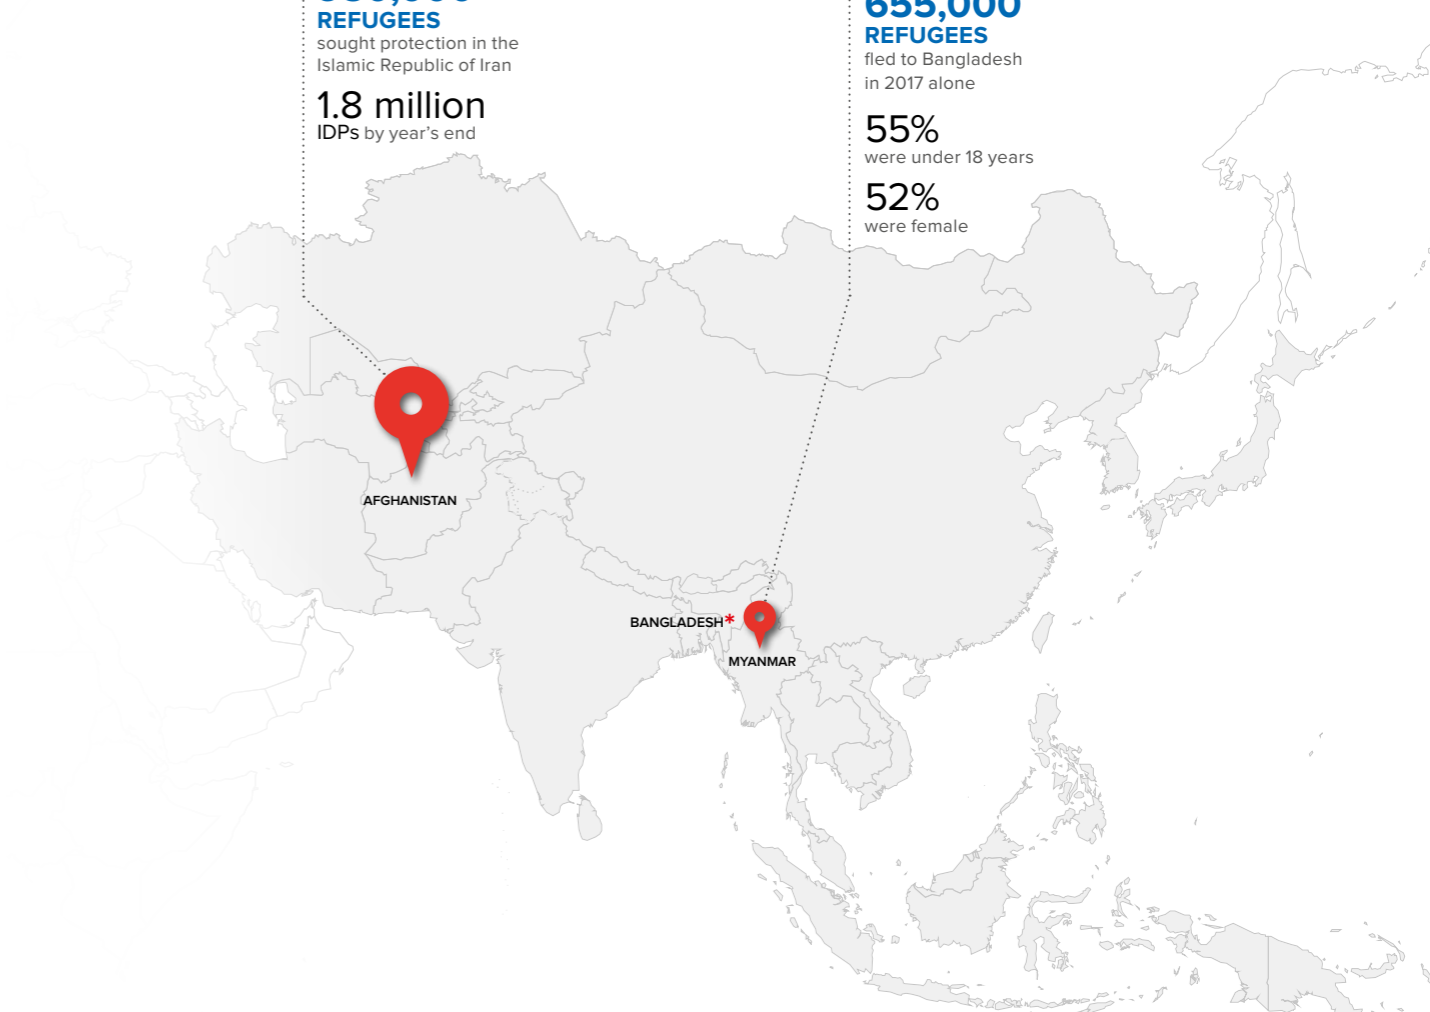 REFUGEES
sought protection in the
Islamic Republic of Iran
1.8 million
IDPs by year's end
655,000
REFUGEES
fled to Bangladesh
in 2017 alone
55%
were under 18 years
52%
were female
AFGHANISTAN
BANGLADESH*
MYANMAR